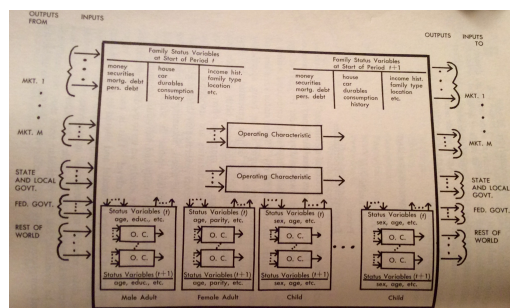 OUTPUTS FROM
INPUTS
OUTPUTS
INPUTS TO
Family Status Variables
at Start of Period t
money
securities
mortg. debt
pers. debt
house
car
durables
consumption
history
income hist.
family type
location
etc.
Family Status Variables
at Start of Period t+1
money
securities
mortg. debt
pers. debt
house
car
durables
consumption
history
income hist.
family type
location
etc.
MKT. 1
MKT. 1
MKT. M
Operating Characteristic
MKT. M
STATE
AND LOCAL
GOVT.
Operating Characteristic
STATE
AND LOCAL
GOVT.
FED. GOVT.
FED. GOVT.
REST OF
WORLD
REST OF
WORLD
Status Variables (t)
age, educ., etc.
O. C.
O. C.
Status Variables (t+1)
age, educ., etc.
Male Adult
Status Variables (t)
age, parity, etc.
O. C.
O. C.
Status Variables (t+1)
age, parity, etc.
Female Adult
Status Variables (t)
sex, age, etc.
O. C.
O. C.
Status Variables (t+1)
sex, age, etc.
Child
Status Variables (t)
sex, age, etc.
O. C.
O. C.
Status Variables (t+1)
sex, age, etc.
Child